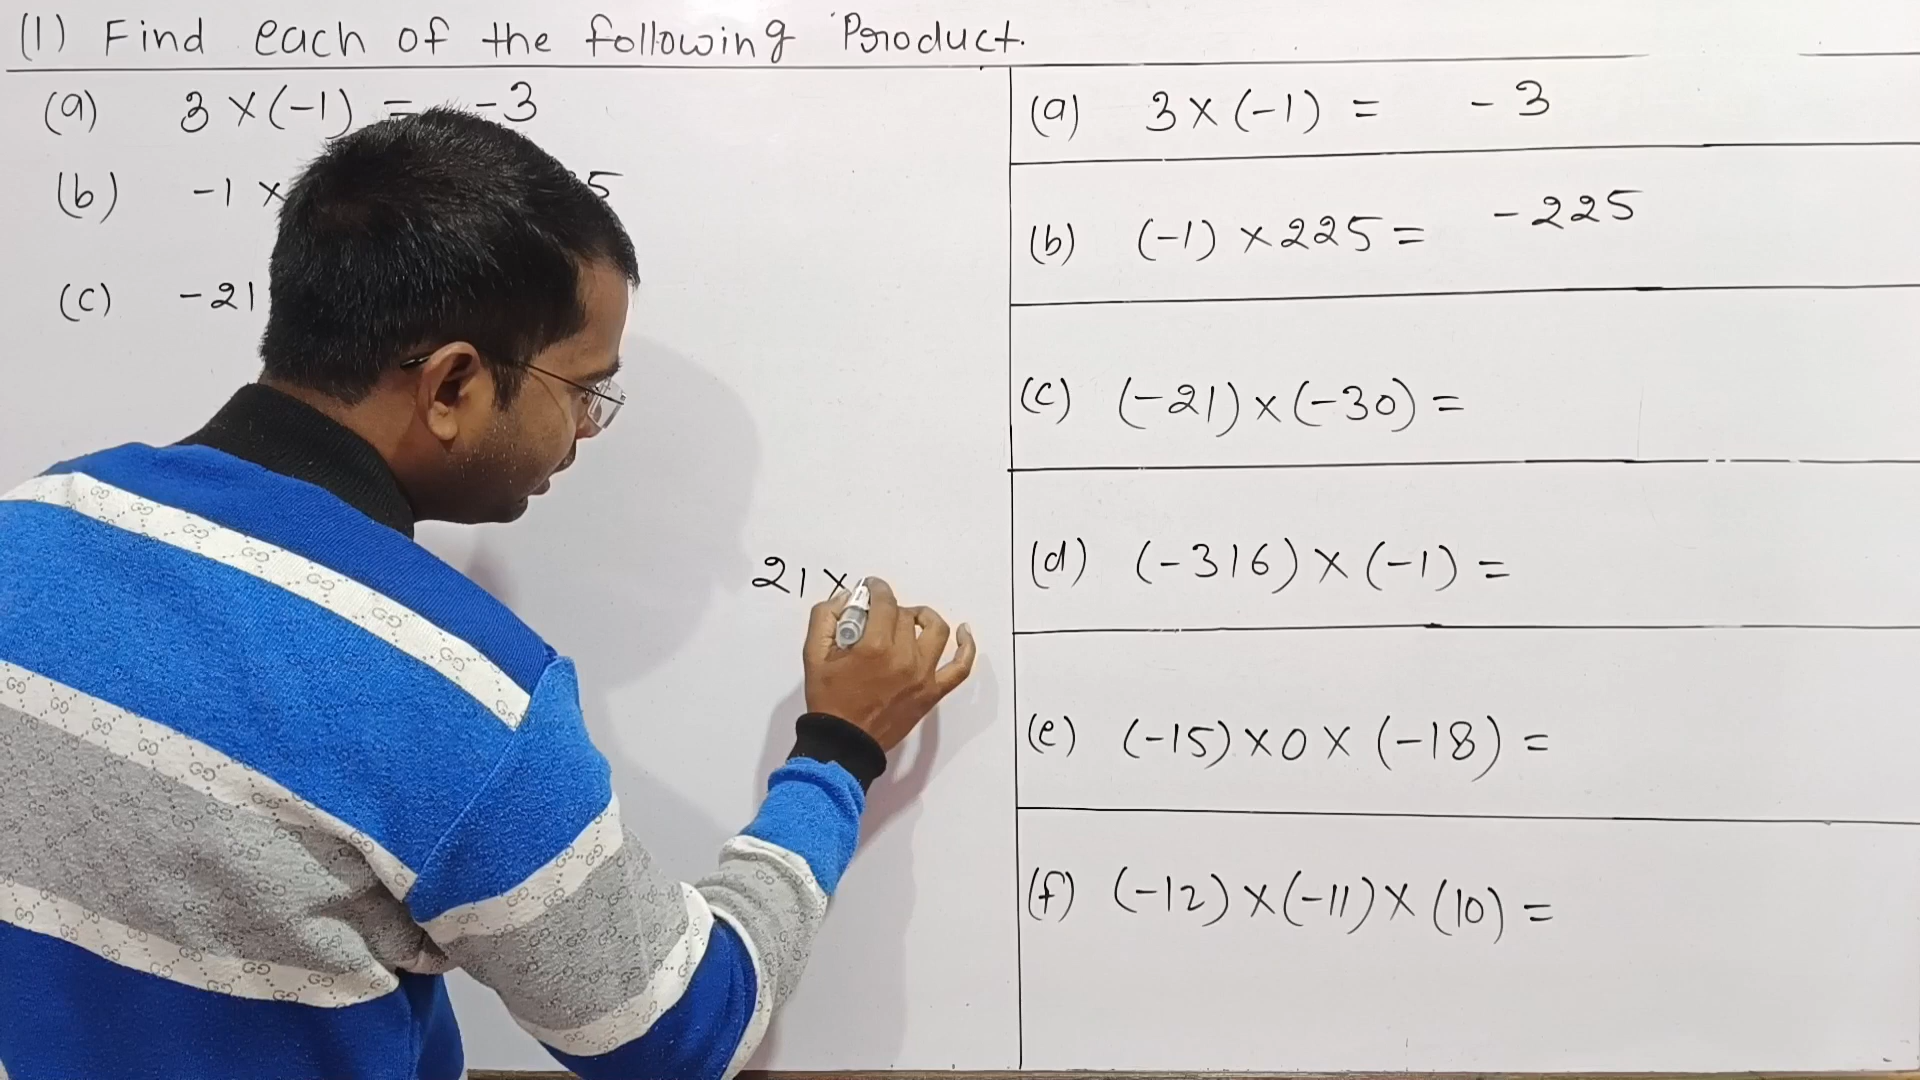 (1) Find each of the following Product.
(a) 3 × (-1) = -3
(b) -1 × 5
(c) -21
21 ×
(a) 3 × (-1) = -3
(b) (-1) × 225 = -225
(c) (-21) × (-30) =
(d) (-316) × (-1) =
(e) (-15) × 0 × (-18) =
(f) (-12) × (-11) × (10) =